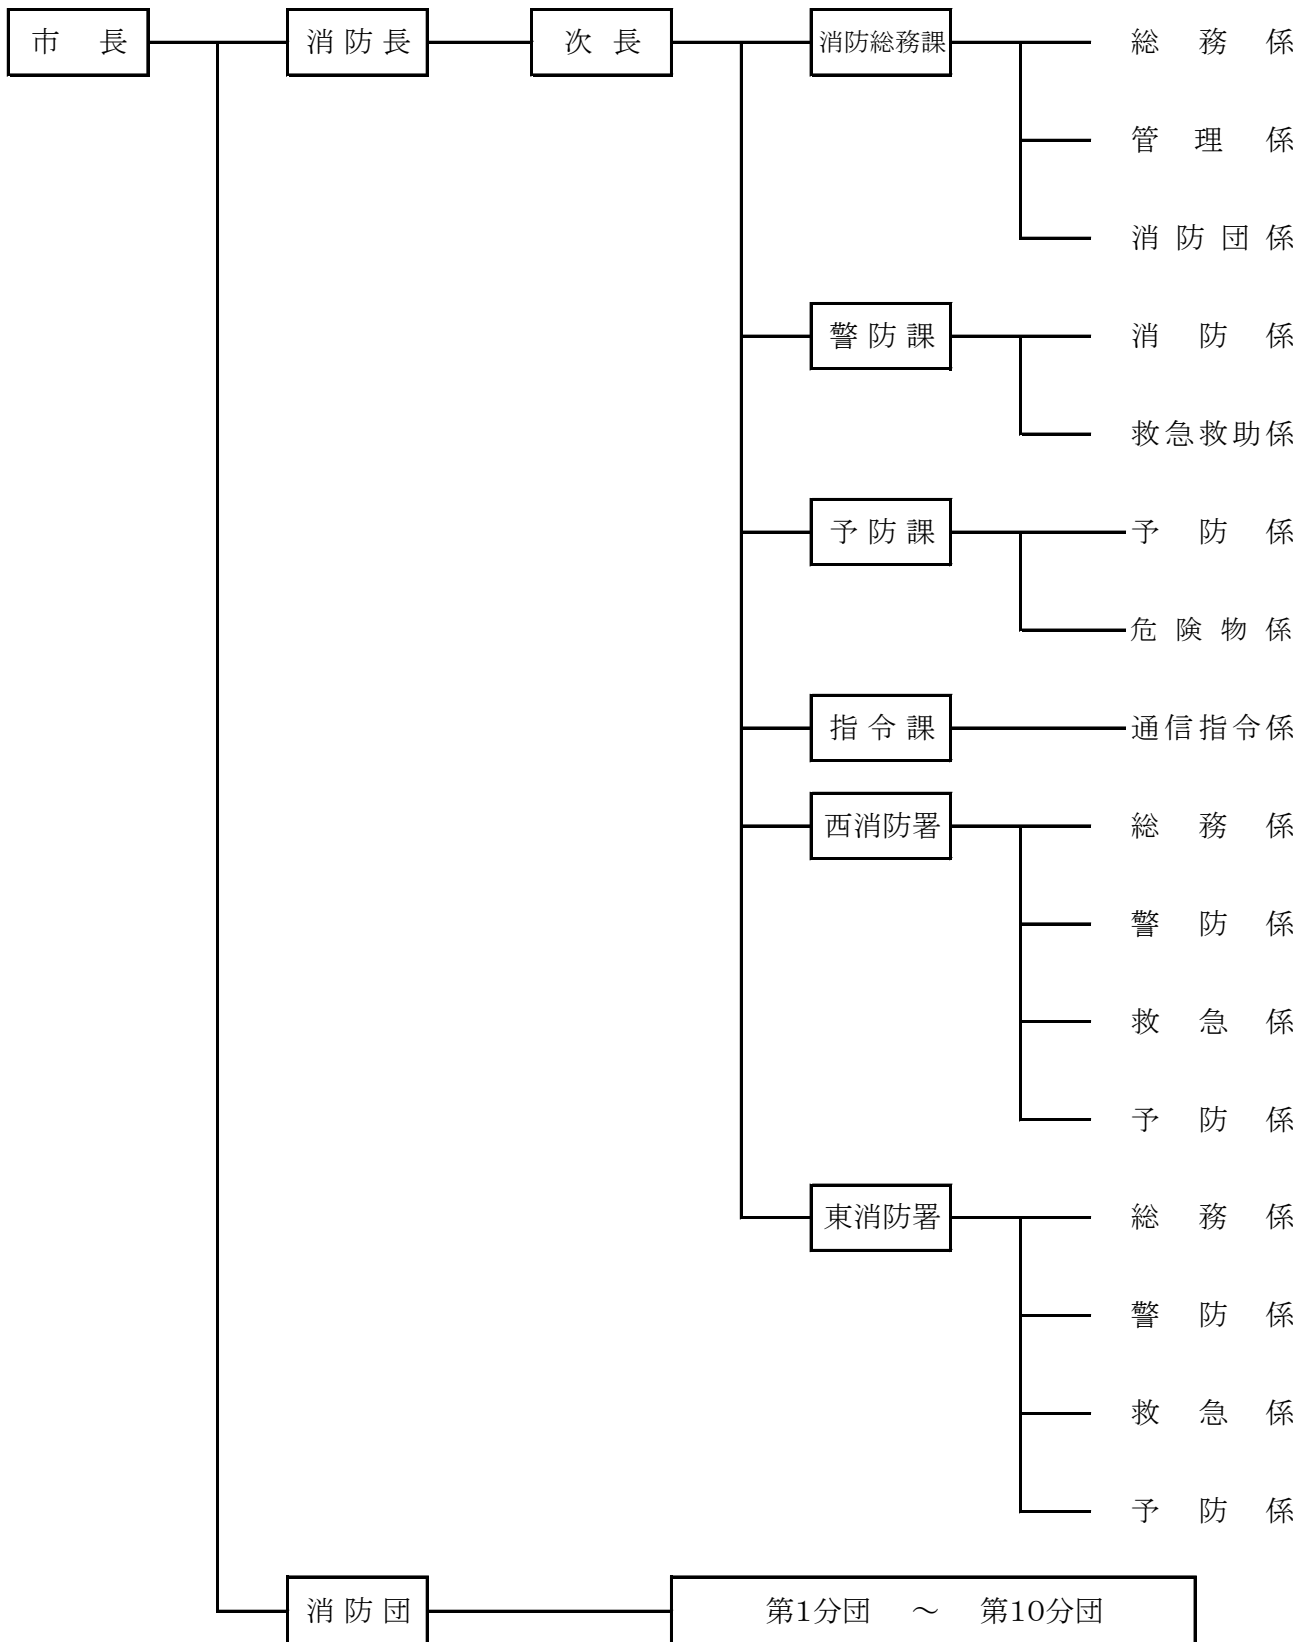 市長 消防長 次長 消防総務課 総務係
管理係
消防団係
警防課 消防係
救急救助係
予防課 予防係
危険物係
指令課 通信指令係
西消防署 総務係
警防係
救急係
予防係
東消防署 総務係
警防係
救急係
予防係
消防団 第1分団 ～ 第10分団